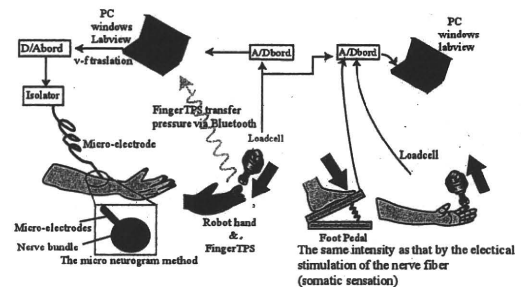 PC
windows
Labview
D/Abord
v-f traslation
A/Dbord
A/Dbord
PC
windows
labview
Isolator
FingerTPS transfer
pressure via Bluetooth
Loadcell
Micro-electrode
Loadcell
Micro-electrodes
Nerve bundle
The micro neurogram method
Robot hand
&
FingerTPS
Foot Pedal
The same intensity as that by the electical
stimulation of the nerve fiber
(somatic sensation)